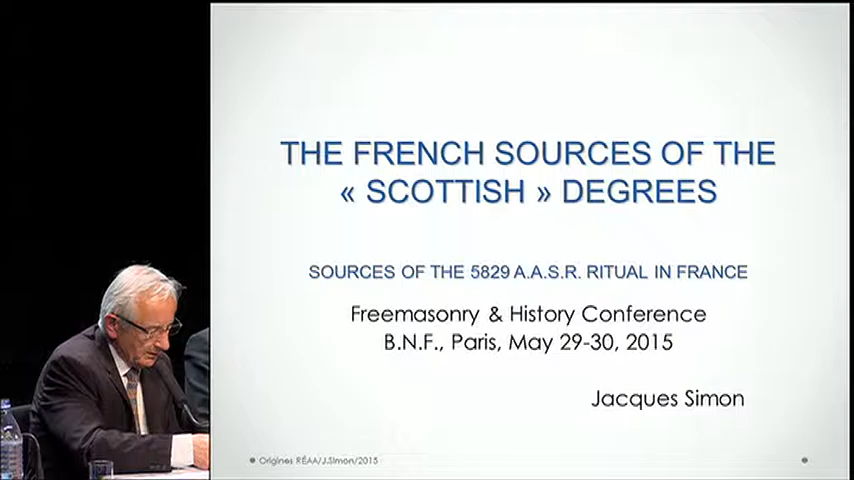 THE FRENCH SOURCES OF THE
« SCOTTISH » DEGREES
SOURCES OF THE 5829 A.A.S.R. RITUAL IN FRANCE
Freemasonry & History Conference
B.N.F., Paris, May 29-30, 2015
Jacques Simon
Origines RÉAA/J.Simon/2015